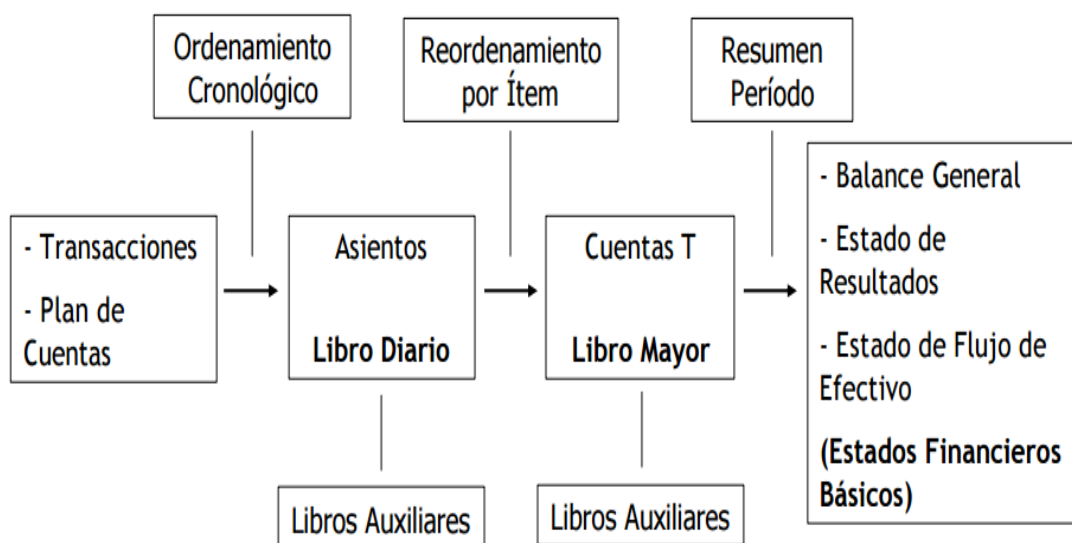 Ordenamiento
Cronológico
Reordenamiento
por Ítem
Resumen
Período
- Transacciones
- Plan de
Cuentas
Asientos
Libro Diario
Cuentas T
Libro Mayor
- Balance General
- Estado de
Resultados
- Estado de Flujo de
Efectivo
(Estados Financieros
Básicos)
Libros Auxiliares
Libros Auxiliares